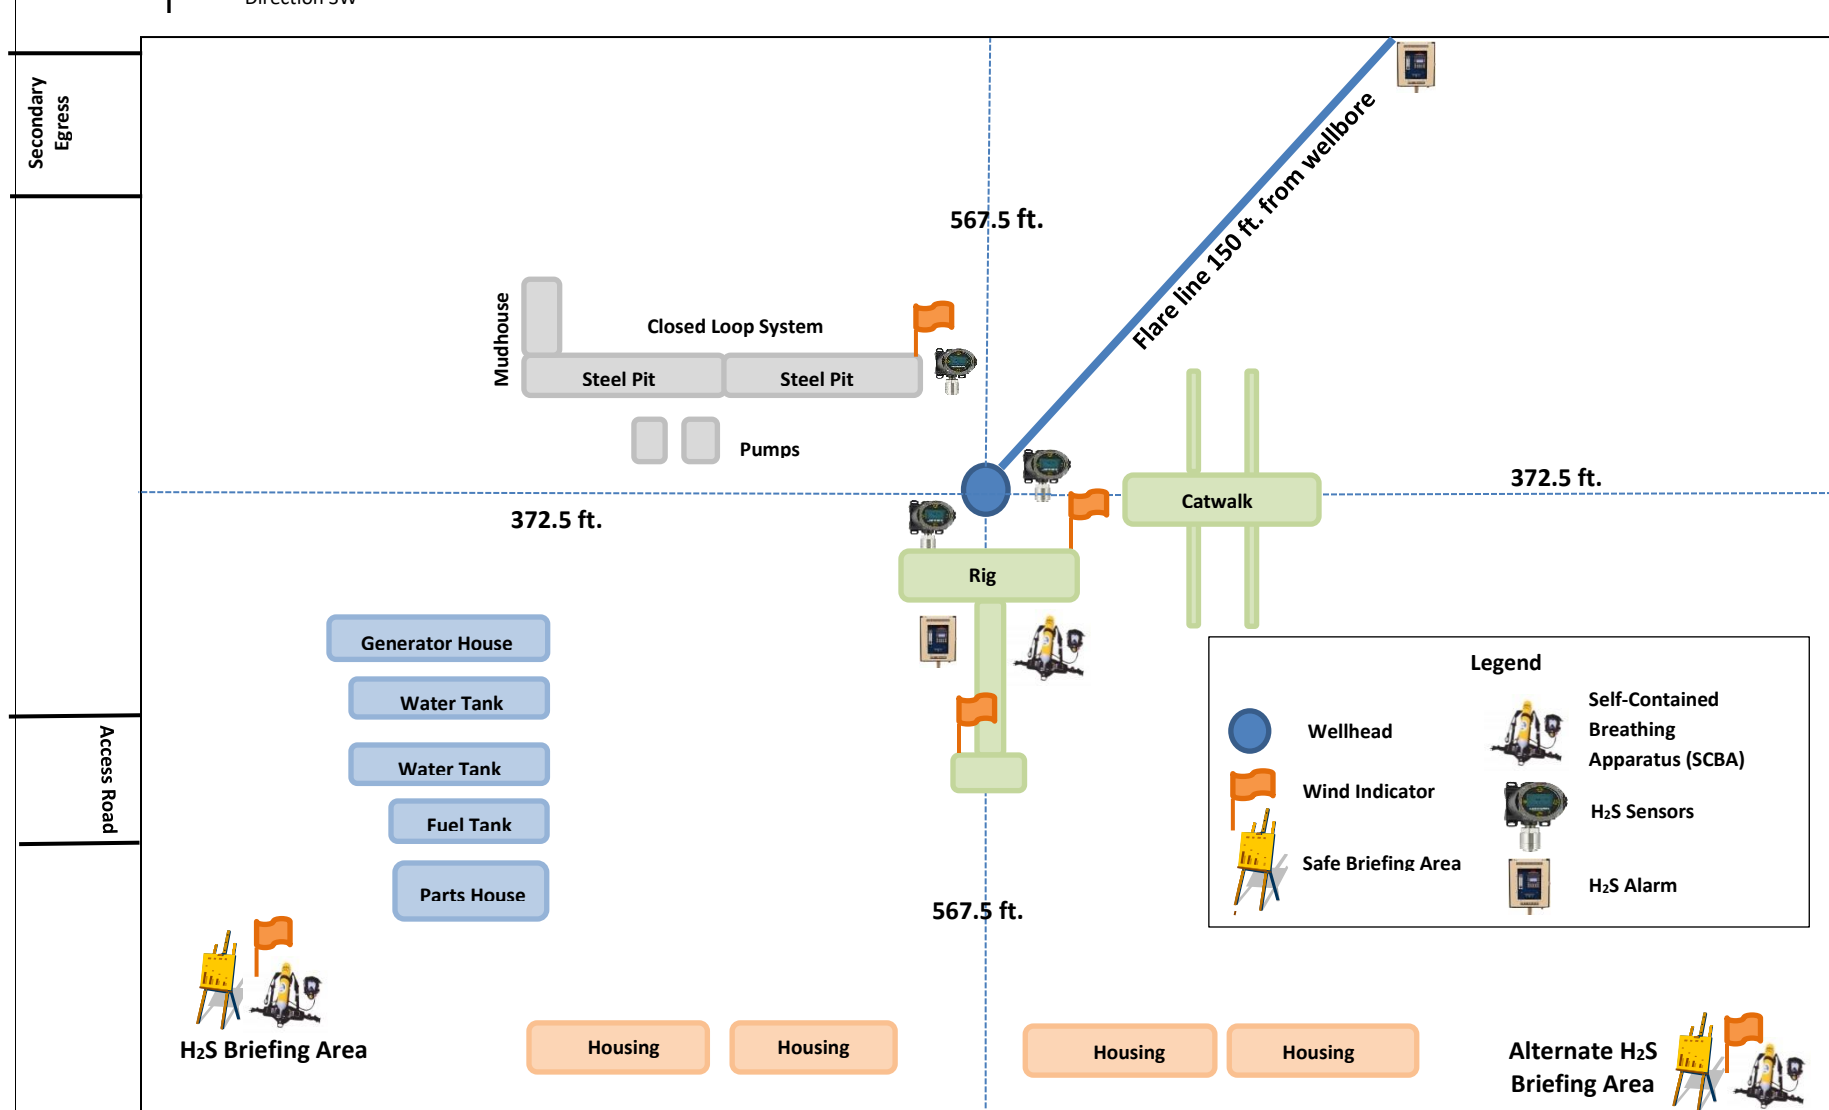 Direction SW
Secondary
Egress
567.5 ft.
Flare line 150 ft. from wellbore
Mudhouse
Closed Loop System
Steel Pit
Steel Pit
Pumps
372.5 ft.
372.5 ft.
Catwalk
Rig
Generator House
Water Tank
Water Tank
Fuel Tank
Parts House
Access Road
Legend
Wellhead
Wind Indicator
Safe Briefing Area
Self-Contained
Breathing
Apparatus (SCBA)
H2S Sensors
H2S Alarm
567.5 ft.
H2S Briefing Area
Housing
Housing
Housing
Housing
Alternate H2S
Briefing Area